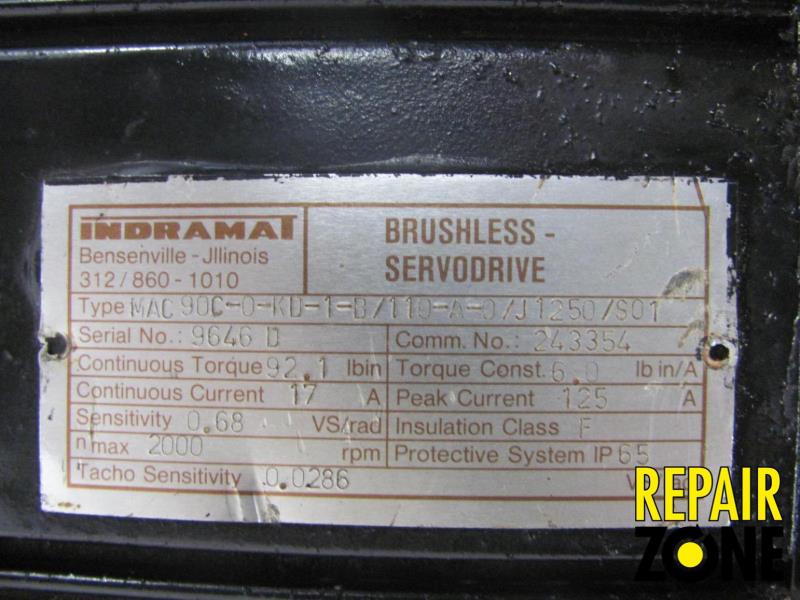 INDRAMAT
Bensenville - Jllinois
312/860-1010
BRUSHLESS -
SERVODRIVE
Type MAC 90C-0-KD-1-B/110-A-0/J1250/S01
Serial No.: 9646 D
Comm. No.: 243354
Continuous Torque 92.1 lbin
Torque Const. 6.0 lb in/A
Continuous Current 17 A
Peak Current 125 A
Sensitivity 0.68 VS/rad
Insulation Class F
n max 2000 rpm
Protective System IP 65
Tacho Sensitivity 0.0286
REPAIR
ZONE